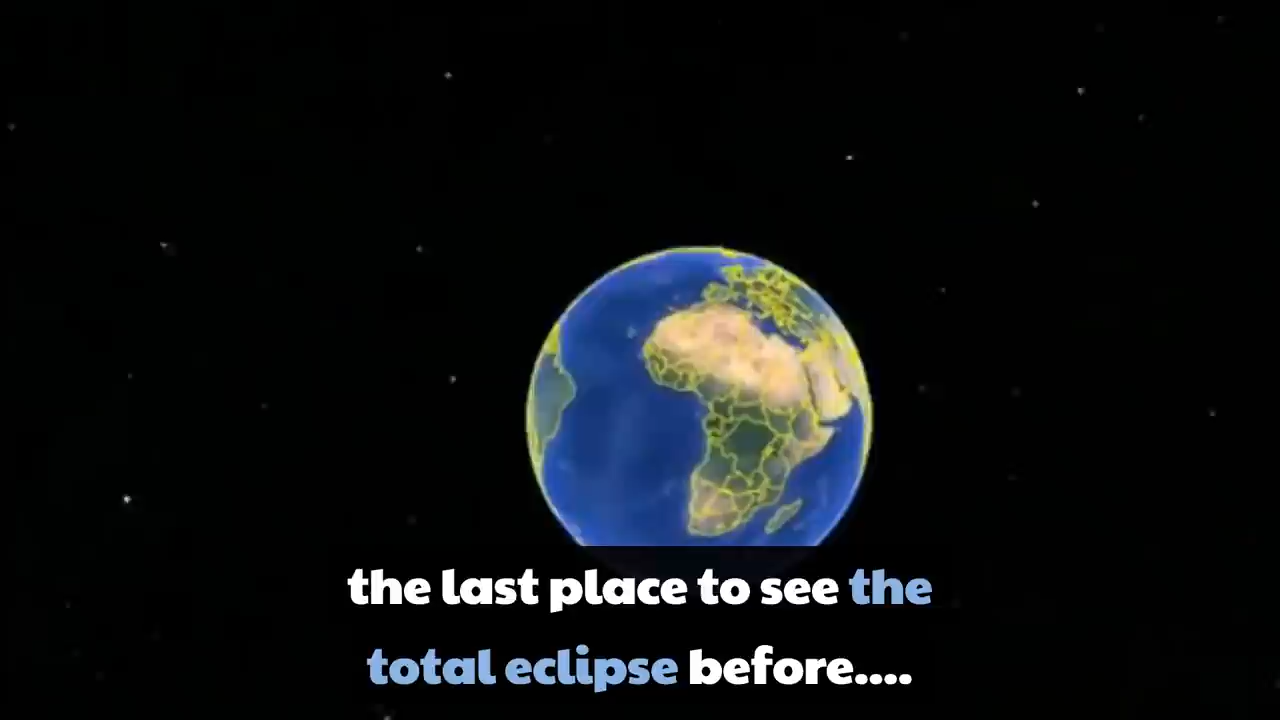 the last place to see the
total eclipse before....